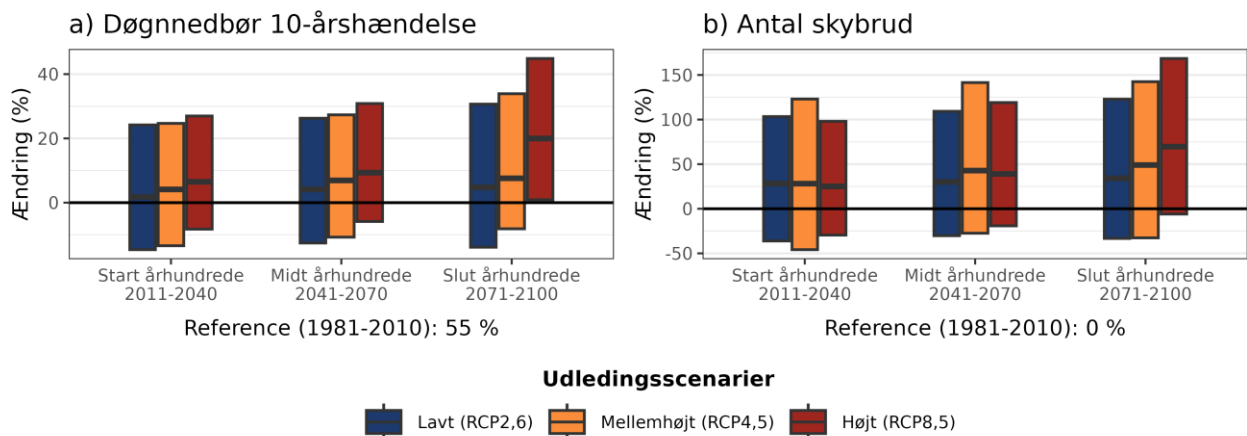 a) Døgnnedbør 10-årshændelse
Ændring (%)
40
20
0
Start århundrede
2011-2040
Midt århundrede
2041-2070
Slut århundrede
2071-2100
Reference (1981-2010): 55 %
b) Antal skybrud
Ændring (%)
150
100
50
0
-50
Start århundrede
2011-2040
Midt århundrede
2041-2070
Slut århundrede
2071-2100
Reference (1981-2010): 0 %
Udledingsscenarier
Lavt (RCP2,6)
Mellemhøjt (RCP4,5)
Højt (RCP8,5)